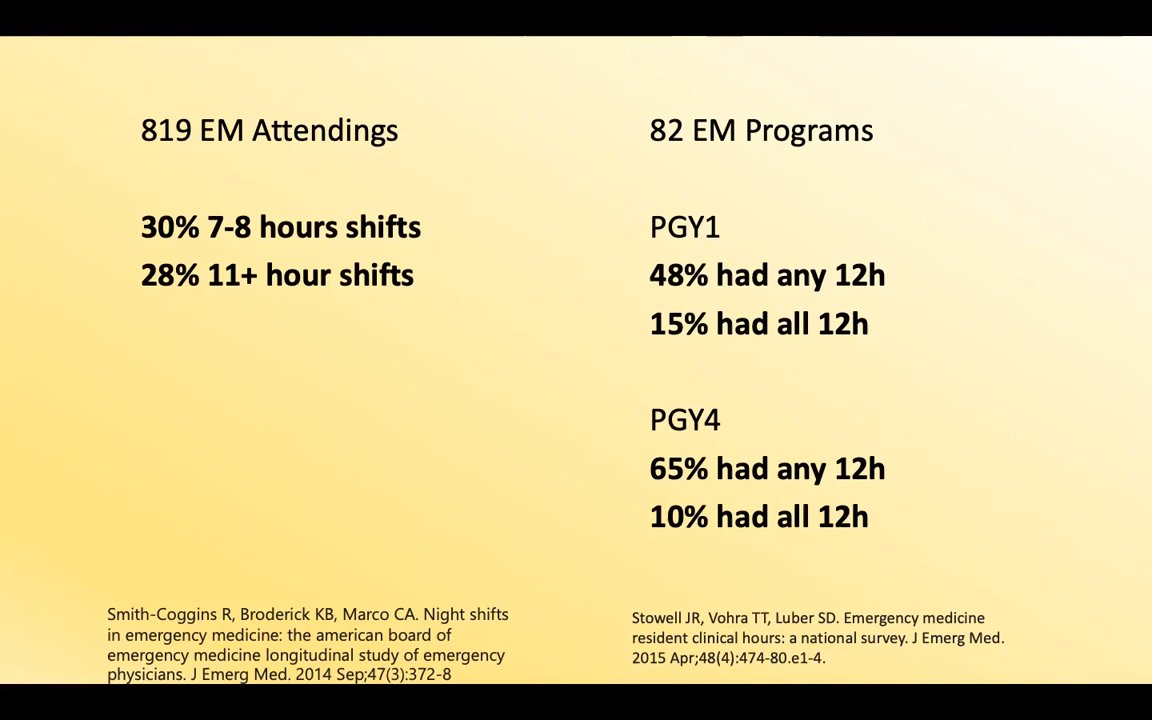 819 EM Attendings
30% 7-8 hours shifts
28% 11+ hour shifts
Smith-Coggins R, Broderick KB, Marco CA. Night shifts
in emergency medicine: the american board of
emergency medicine longitudinal study of emergency
physicians. J Emerg Med. 2014 Sep;47(3):372-8
82 EM Programs
PGY1
48% had any 12h
15% had all 12h
PGY4
65% had any 12h
10% had all 12h
Stowell JR, Vohra TT, Luber SD. Emergency medicine
resident clinical hours: a national survey. J Emerg Med.
2015 Apr;48(4):474-80.e1-4.